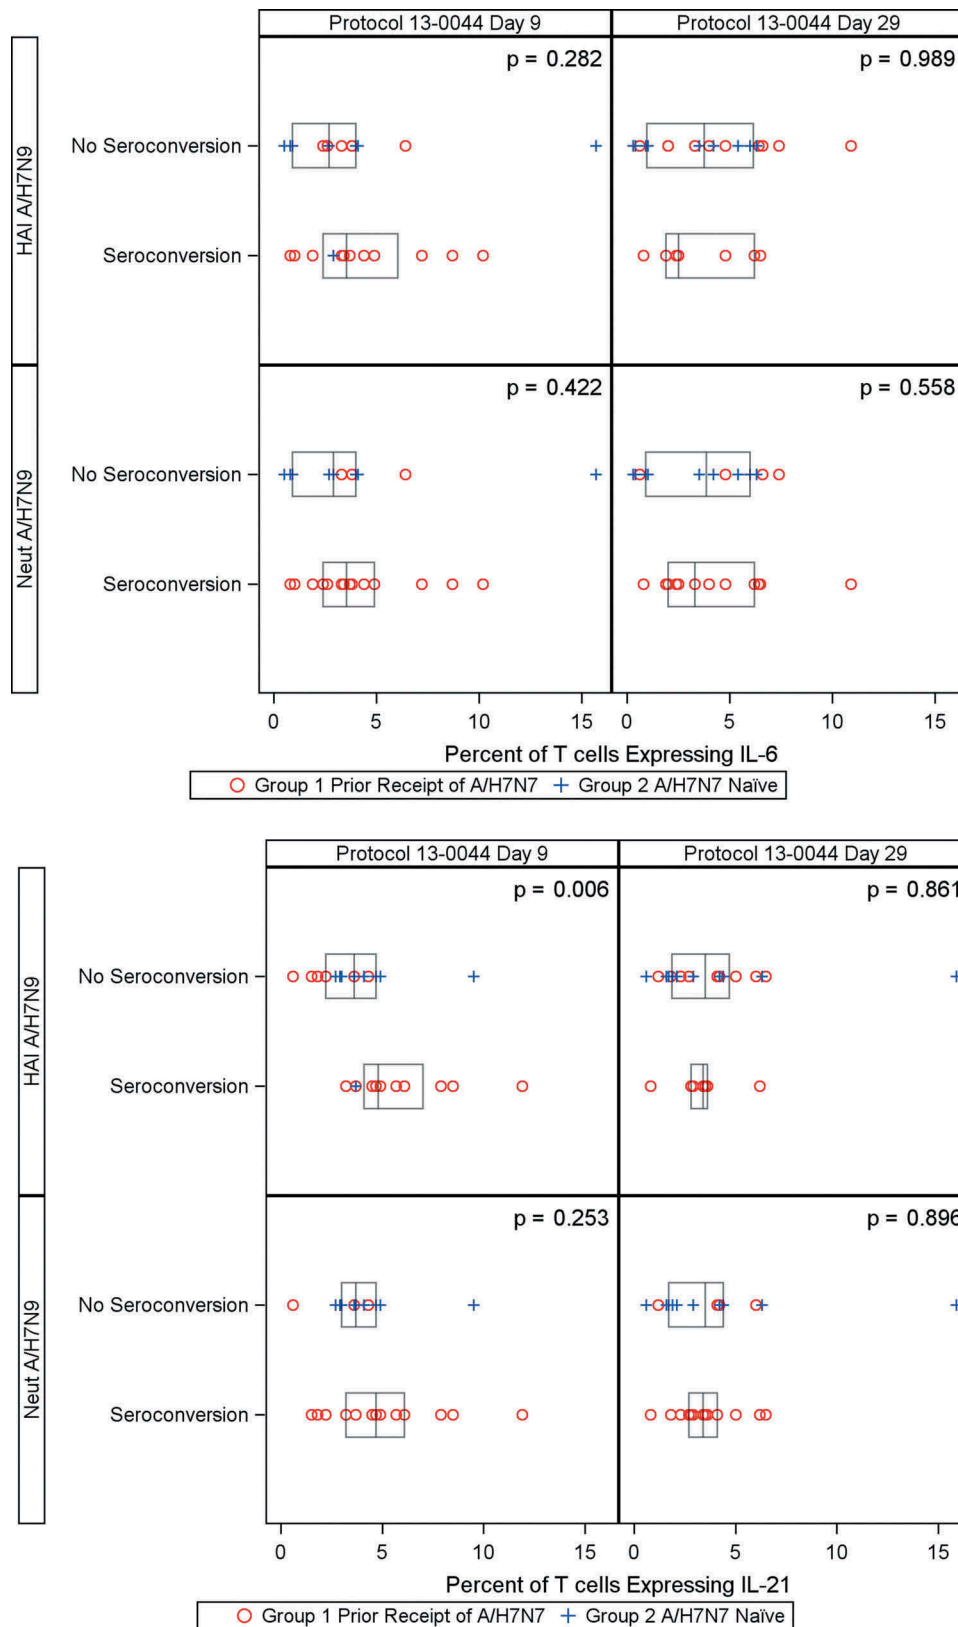 Protocol 13-0044 Day 9
Protocol 13-0044 Day 29
HAI A/H7N9
p = 0.282
p = 0.989
No Seroconversion
Seroconversion
Neut A/H7N9
p = 0.422
p = 0.558
No Seroconversion
Seroconversion
0 5 10 15 0 5 10 15
Percent of T cells Expressing IL-6
Group 1 Prior Receipt of A/H7N7 Group 2 A/H7N7 Naïve
Protocol 13-0044 Day 9
Protocol 13-0044 Day 29
HAI A/H7N9
p = 0.006
p = 0.861
No Seroconversion
Seroconversion
Neut A/H7N9
p = 0.253
p = 0.896
No Seroconversion
Seroconversion
0 5 10 15 0 5 10 15
Percent of T cells Expressing IL-21
Group 1 Prior Receipt of A/H7N7 Group 2 A/H7N7 Naïve